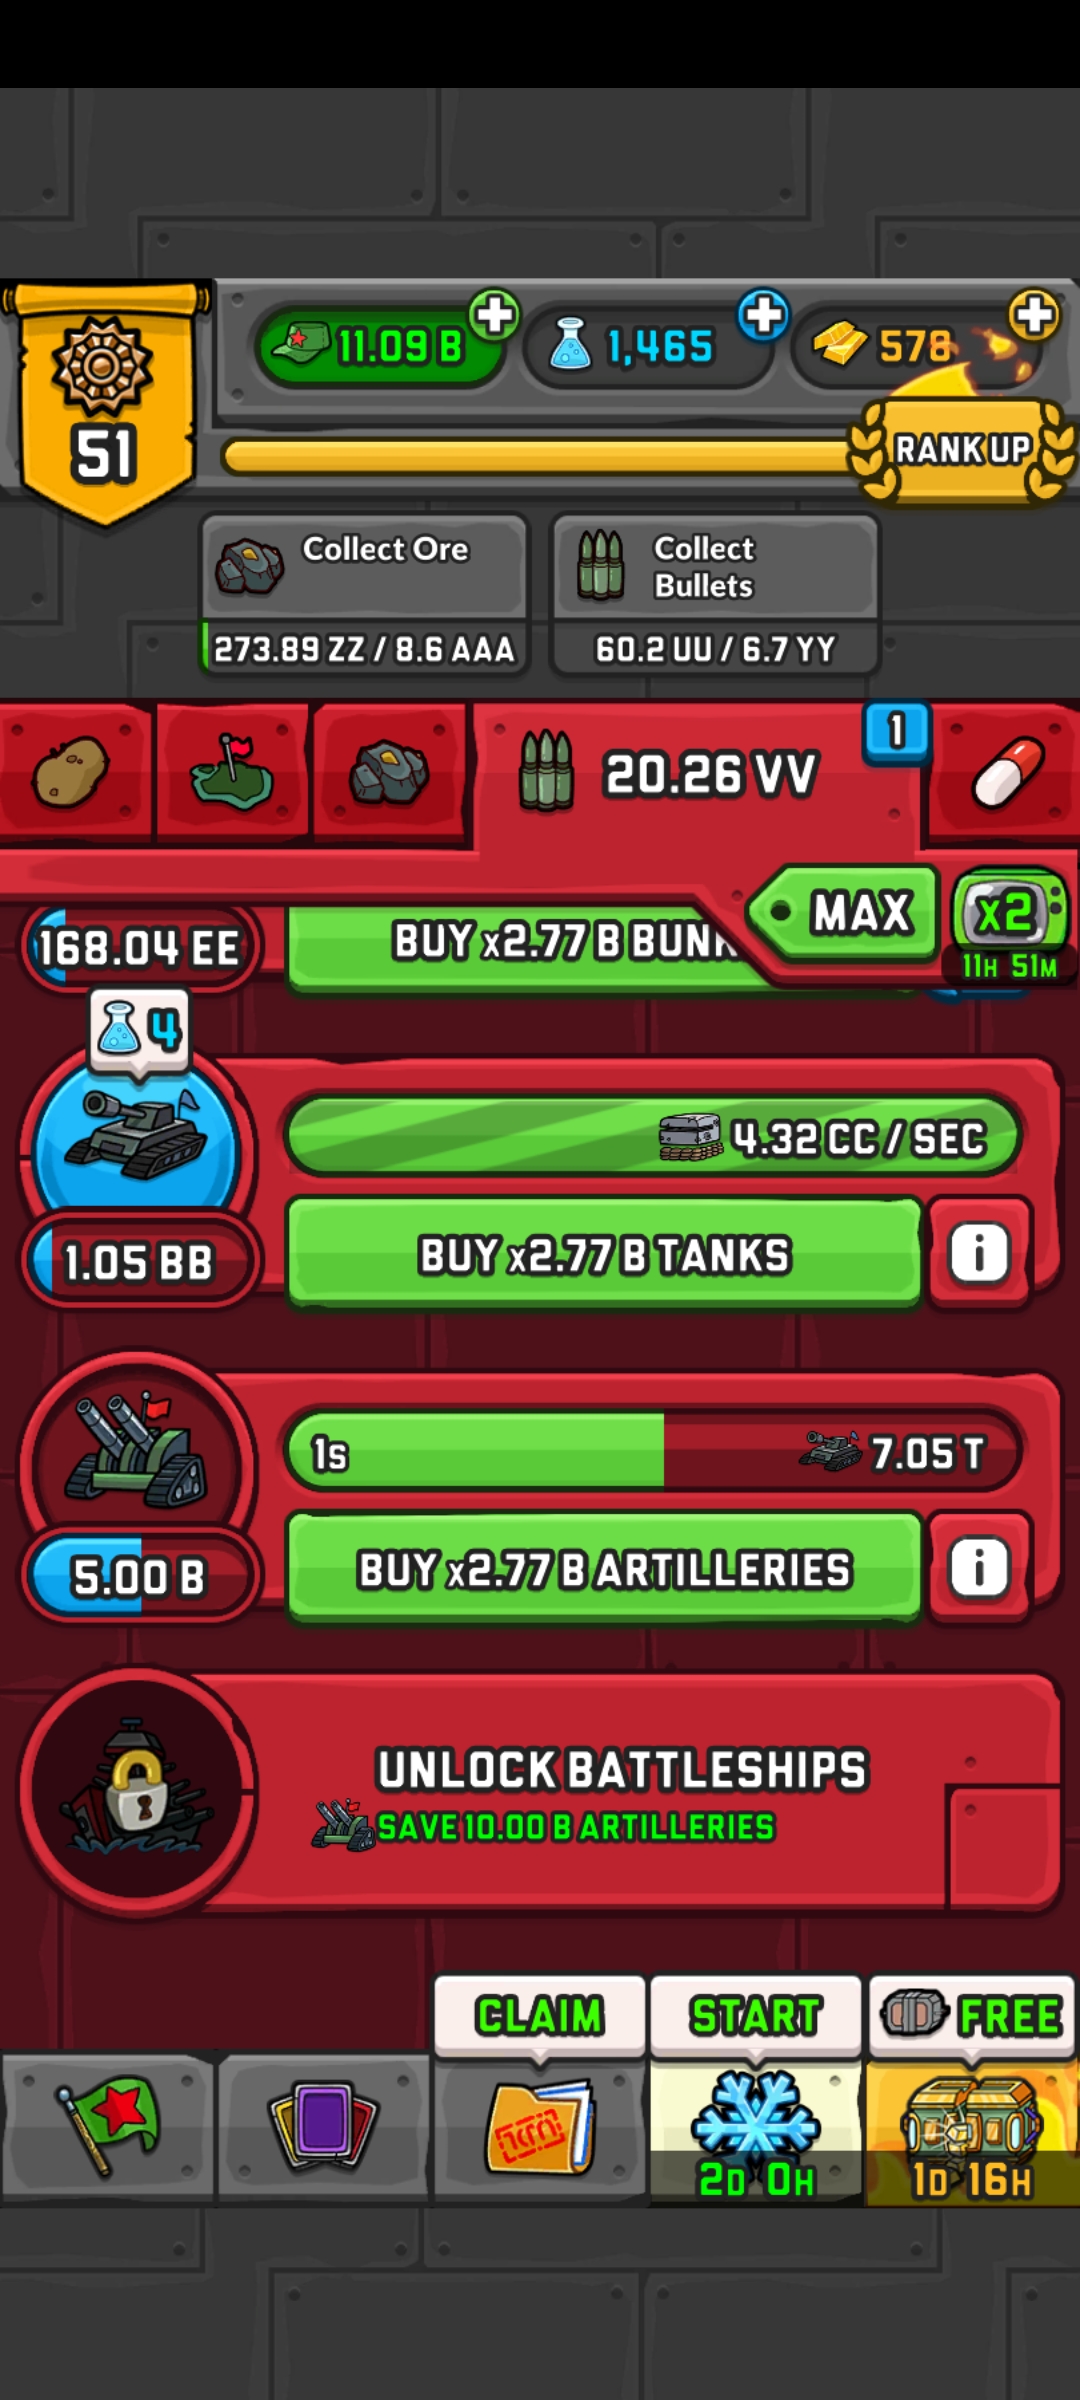 11.09 B
1,465
578
51
RANK UP
Collect Ore
273.89 ZZ / 8.6 AAA
Collect
Bullets
60.2 UU / 6.7 YY
20.26 VV
1
MAX
x2
11H 51M
168.04 EE
BUY x2.77 B BUNK
4
4.32 CC / SEC
1.05 BB
BUY x2.77 B TANKS
i
1s
7.05 T
5.00 B
BUY x2.77 B ARTILLERIES
i
UNLOCK BATTLESHIPS
SAVE 10.00 B ARTILLERIES
CLAIM
START
FREE
2D 0H
1D 16H